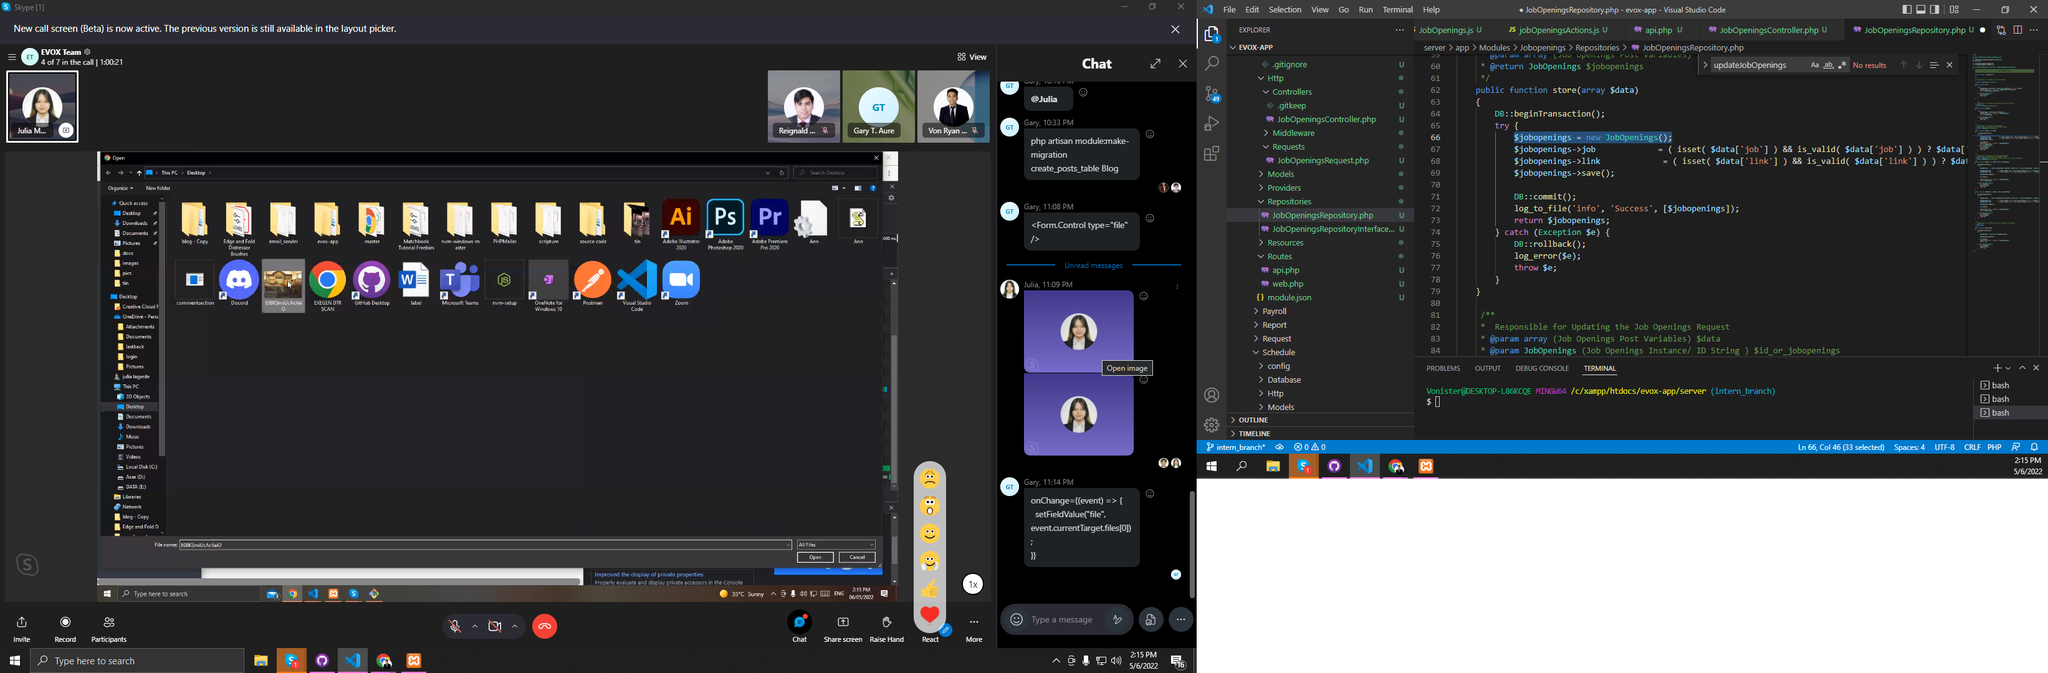 Skype [1]
New call screen (Beta) is now active. The previous version is still available in the layout picker.
EVOX Team
4 of 7 in the call | 1:00:21
View
Julia M...
Reignald ...
GT
Gary T. Aure
Von Ryan ...
Open
This PC > Desktop >
Search Desktop
Organize
New folder
Quick access
Desktop
Downloads
Documents
Pictures
docs
images
pics
tin
Desktop
Creative Cloud F
OneDrive - Perso
Attachments
Documents
lastback
login
Pictures
julia lagarde
This PC
3D Objects
Desktop
Documents
Downloads
Music
Pictures
Videos
Local Disk (C:)
Acer (D:)
DATA (E:)
Libraries
Network
blog - Copy
Edge and Fold D
blog - Copy
Edge and Fold Distresser Brushes
email_sender
evox-app
master
Matchbook Tutorial Freebies
nvm-windows-master
PHPMailer
scriptum
source code
tin
Adobe Illustrator 2020
Adobe Photoshop 2020
Adobe Premiere Pro 2020
Ann
Ann
commentsection
Discord
EXEGEN DTR SCAN
GitHub Desktop
label
Microsoft Teams
nvm-setup
OneNote for Windows 10
Postman
Visual Studio Code
Zoom
File name:
All Files
Open
Cancel
Improved the display of private properties
Properly evaluate and display private accessors in the Console
Type here to search
35°C Sunny
ENG
2:15 PM
06/05/2022
1x
Invite
Record
Participants
Chat
Share screen
Raise Hand
React
More
Type here to search
2:15 PM
5/6/2022
16
Chat
@Julia
Gary, 10:33 PM
php artisan module:make-
migration
create_posts_table Blog
Gary, 11:08 PM
<Form.Control type="file"
/>
Unread messages
Julia, 11:09 PM
Open image
Gary, 11:14 PM
onChange={(event) => {
setFieldValue("file",
event.currentTarget.files[0])
;
}}
Type a message
File Edit Selection View Go Run Terminal Help
● JobOpeningsRepository.php - evox-app - Visual Studio Code
EXPLORER
EVOX-APP
.gitignore U
Http
Controllers
.gitkeep U
JobOpeningsController.php U
Middleware
Requests
JobOpeningsRequest.php U
Models
Providers
Repositories
JobOpeningsRepository.php U
JobOpeningsRepositoryInterface... U
Resources
Routes
api.php U
web.php U
module.json U
Payroll
Report
Request
Schedule
config
Database
Http
Models
OUTLINE
TIMELINE
JobOpenings.js U
jobOpeningsActions.js U
api.php U
JobOpeningsController.php U
JobOpeningsRepository.php U ●
server > app > Modules > Jobopenings > Repositories > JobOpeningsRepository.php
updateJobOpenings
Aa
No results
59 * @param array (Job Openings Post Variables) $data
60 * @return JobOpenings $jobopenings
61 */
62 public function store(array $data)
63 {
64 DB::beginTransaction();
65 try {
66 $jobopenings = new JobOpenings();
67 $jobopenings->job = ( isset( $data['job'] ) && is_valid( $data['job'] ) ) ? $data['
68 $jobopenings->link = ( isset( $data['link'] ) && is_valid( $data['link'] ) ) ? $dat
69 $jobopenings->save();
70
71 DB::commit();
72 log_to_file('info', 'Success', [$jobopenings]);
73 return $jobopenings;
74 } catch (Exception $e) {
75 DB::rollback();
76 log_error($e);
77 throw $e;
78 }
79 }
80
81 /**
82 * Responsible for Updating the Job Openings Request
83 * @param array (Job Openings Post Variables) $data
84 * @param JobOpenings (Job Openings Instance/ ID String ) $id_or_jobopenings
PROBLEMS OUTPUT DEBUG CONSOLE TERMINAL
Vonister@DESKTOP-L86KCQE MINGW64 /c/xampp/htdocs/evox-app/server (intern_branch)
$
bash
bash
bash
intern_branch*
0 0
Ln 66, Col 46 (33 selected) Spaces: 4 UTF-8 CRLF PHP
2:15 PM
5/6/2022